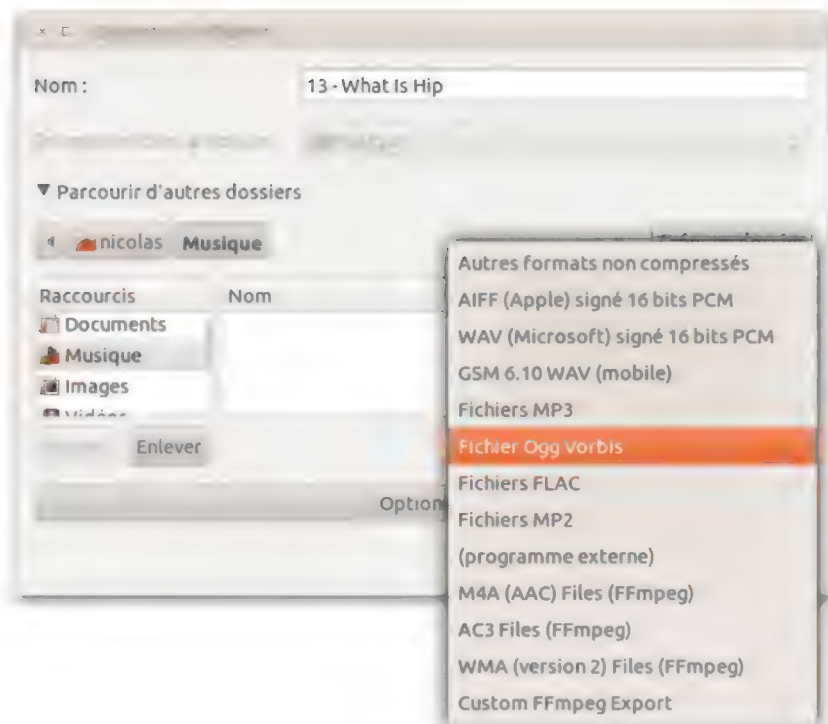 Nom : 13 - What Is Hip
Parcourir d'autres dossiers
nicolas Musique
Raccourcis Nom
Documents
Musique
Images
Vidéos
Enlever
Option
Autres formats non compressés
AIFF (Apple) signé 16 bits PCM
WAV (Microsoft) signé 16 bits PCM
GSM 6.10 WAV (mobile)
Fichiers MP3
Fichier Ogg Vorbis
Fichiers FLAC
Fichiers MP2
(programme externe)
M4A (AAC) Files (FFmpeg)
AC3 Files (FFmpeg)
WMA (version 2) Files (FFmpeg)
Custom FFmpeg Export